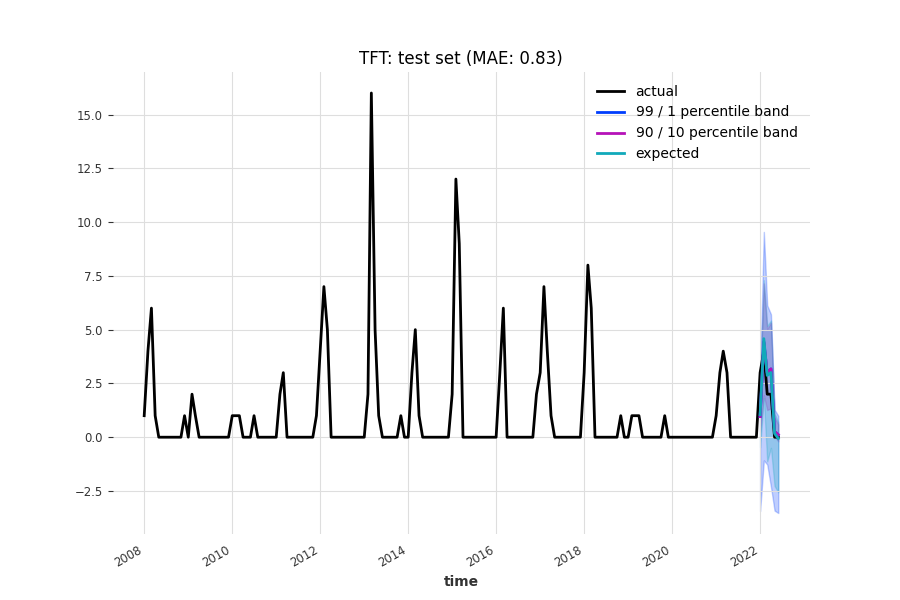 TFT: test set (MAE: 0.83)
actual
99 / 1 percentile band
90 / 10 percentile band
expected
15.0
12.5
10.0
7.5
5.0
2.5
0.0
−2.5
2008
2010
2012
2014
2016
2018
2020
2022
time